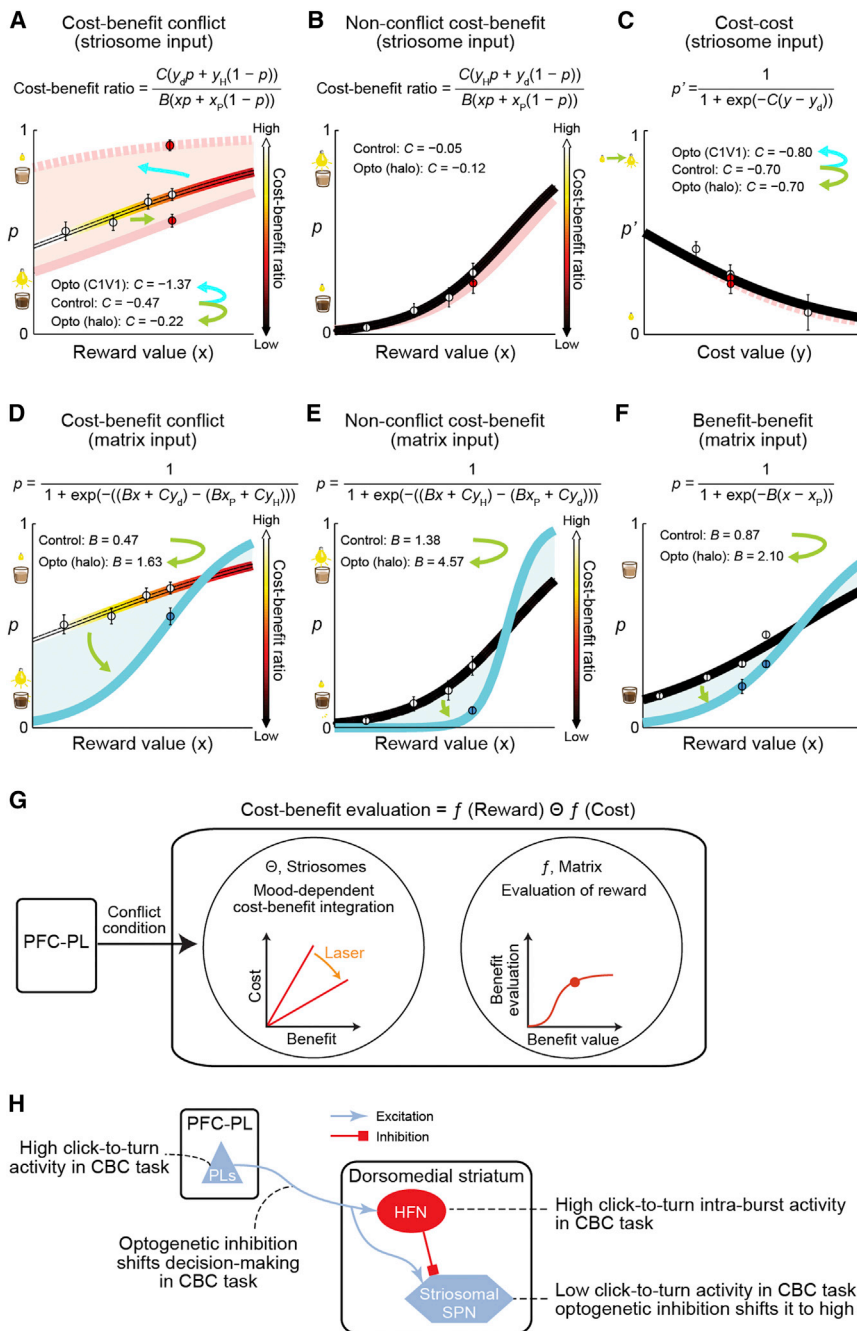 A
Cost-benefit conflict
(striosome input)
Cost-benefit ratio = C(y_d p + y_H(1 − p)) / B(xp + x_P(1 − p))
1
p
0
High
Cost-benefit ratio
Low
Opto (C1V1): C = −1.37
Control: C = −0.47
Opto (halo): C = −0.22
Reward value (x)
B
Non-conflict cost-benefit
(striosome input)
Cost-benefit ratio = C(y_H p + y_d(1 − p)) / B(xp + x_P(1 − p))
1
p
0
Control: C = −0.05
Opto (halo): C = −0.12
High
Cost-benefit ratio
Low
Reward value (x)
C
Cost-cost
(striosome input)
p' = 1 / 1 + exp(−C(y − y_d))
1
p'
0
Opto (C1V1): C = −0.80
Control: C = −0.70
Opto (halo): C = −0.70
Cost value (y)
D
Cost-benefit conflict
(matrix input)
p = 1 / 1 + exp(−((Bx + Cy_d) − (Bx_P + Cy_H)))
1
p
0
Control: B = 0.47
Opto (halo): B = 1.63
High
Cost-benefit ratio
Low
Reward value (x)
E
Non-conflict cost-benefit
(matrix input)
p = 1 / 1 + exp(−((Bx + Cy_H) − (Bx_P + Cy_d)))
1
p
0
Control: B = 1.38
Opto (halo): B = 4.57
High
Cost-benefit ratio
Low
Reward value (x)
F
Benefit-benefit
(matrix input)
p = 1 / 1 + exp(−B(x − x_P))
1
p
0
Control: B = 0.87
Opto (halo): B = 2.10
Reward value (x)
G
Cost-benefit evaluation = f (Reward) Θ f (Cost)
PFC-PL
Conflict
condition
Θ, Striosomes
Mood-dependent
cost-benefit integration
Laser
Cost
Benefit
f, Matrix
Evaluation of reward
Benefit
evaluation
Benefit value
H
PFC-PL
PLs
High click-to-turn
activity in CBC task
Optogenetic inhibition
shifts decision-making
in CBC task
Excitation
Inhibition
Dorsomedial striatum
HFN
Striosomal
SPN
High click-to-turn intra-burst activity
in CBC task
Low click-to-turn activity in CBC task
optogenetic inhibition shifts it to high